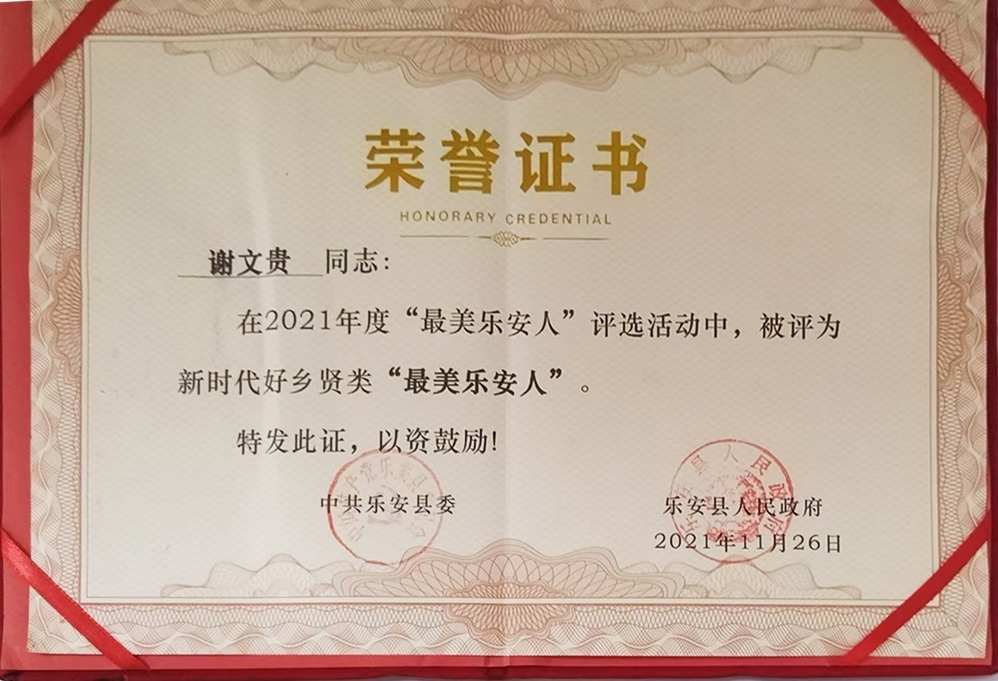 荣誉证书
HONORARY CREDENTIAL
谢文贵 同志:
在2021年度“最美乐安人”评选活动中，被评为
新时代好乡贤类“最美乐安人”。
特发此证，以资鼓励!
中共乐安县委
乐安县人民政府
2021年11月26日